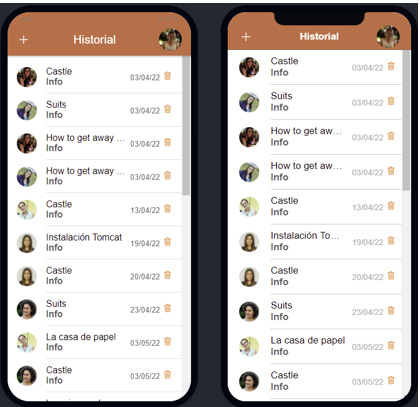 + Historial
Castle
Info
03/04/22
Suits
Info
03/04/22
How to get away ...
Info
03/04/22
How to get away ...
Info
03/04/22
Castle
Info
13/04/22
Instalación Tomcat
Info
19/04/22
Castle
Info
20/04/22
Suits
Info
23/04/22
La casa de papel
Info
03/05/22
Castle
Info
03/05/22
+ Historial
Castle
Info
03/04/22
Suits
Info
03/04/22
How to get aw...
Info
03/04/22
How to get aw...
Info
03/04/22
Castle
Info
13/04/22
Instalación To...
Info
19/04/22
Castle
Info
20/04/22
Suits
Info
23/04/22
La casa de papel
Info
03/05/22
Castle
Info
03/05/22